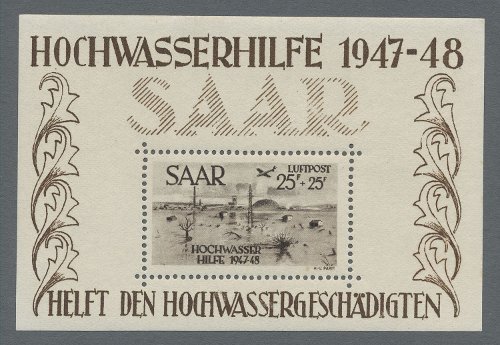 HOCHWASSERHILFE 1947-48
SAAR
SAAR
LUFTPOST
25F+25F
HOCHWASSER
HILFE 1947-48
HELFT DEN HOCHWASSERGESCHÄDIGTEN